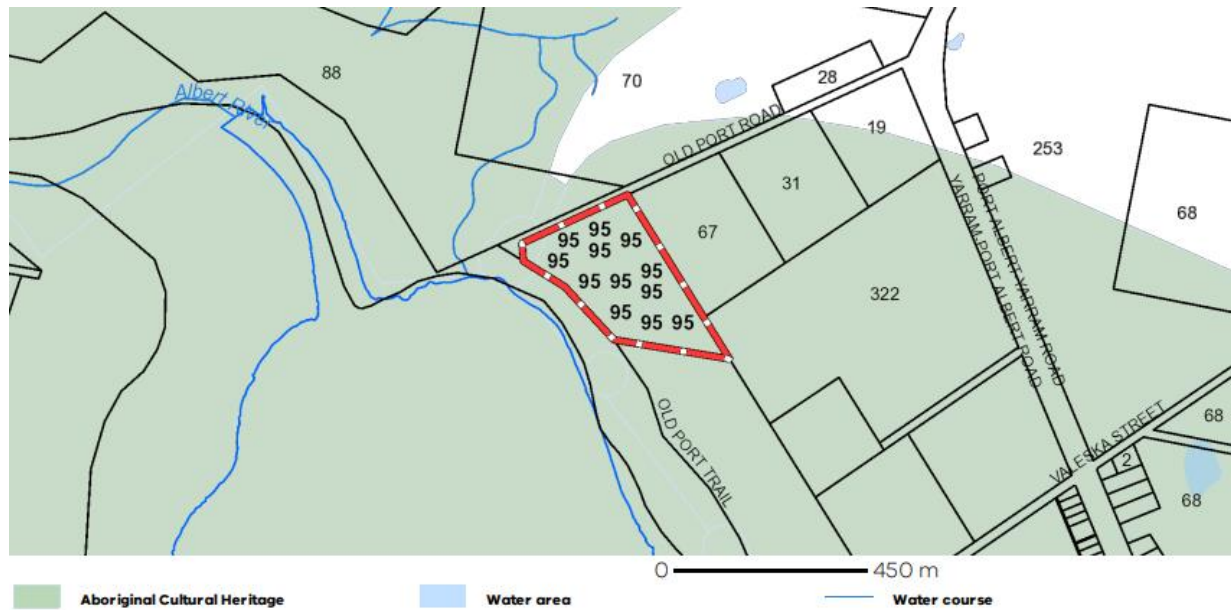 88
Albert River
70
28
OLD PORT ROAD
19
253
31
68
67
95 95 95
95 95
95 95 95
95
95
95 95
322
YARRAM-PORT ALBERT ROAD
PORT ALBERT-YARRAM ROAD
OLD PORT TRAIL
VALESKA STREET
68
2
68
0 450 m
Aboriginal Cultural Heritage
Water area
Water course